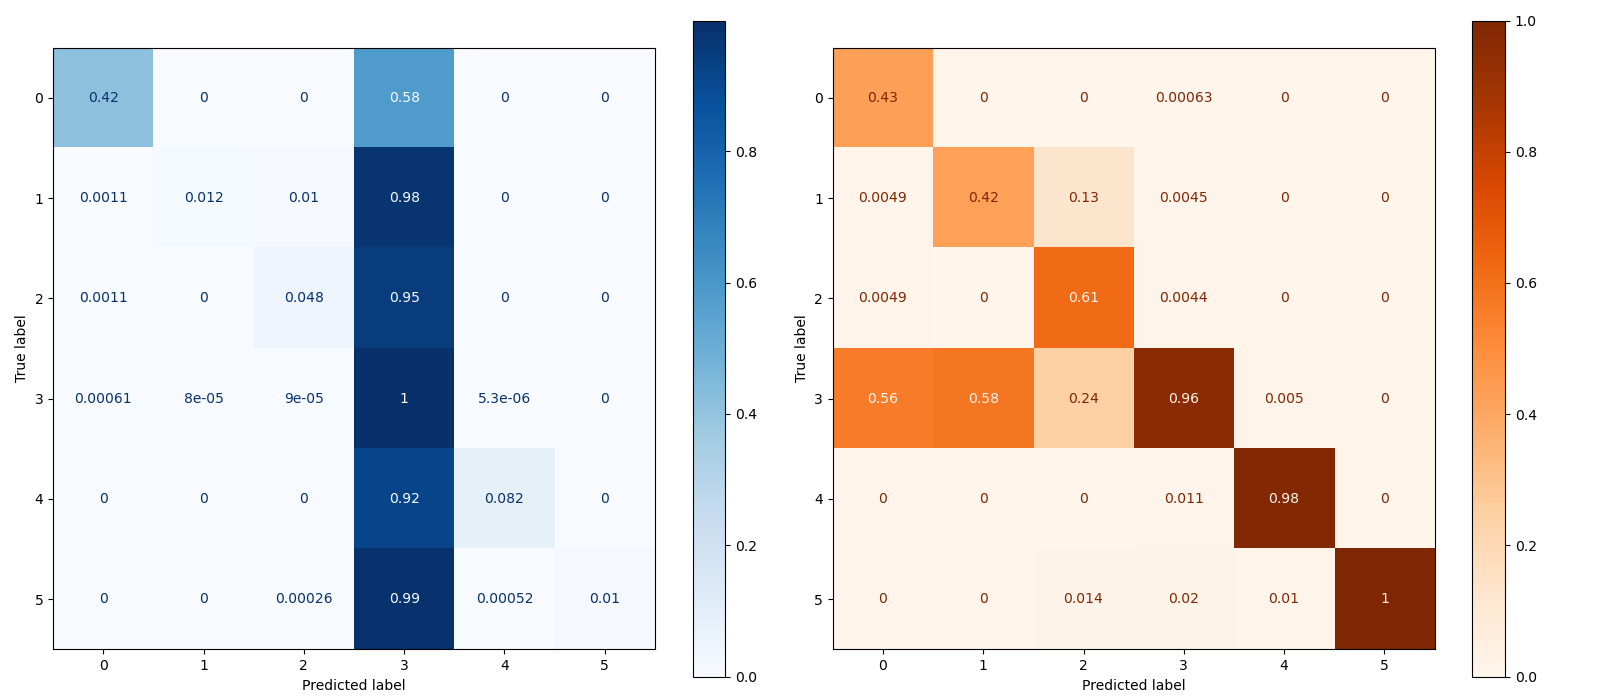 0 0.42 0 0 0.58 0 0
1 0.0011 0.012 0.01 0.98 0 0
2 0.0011 0 0.048 0.95 0 0
3 0.00061 8e-05 9e-05 1 5.3e-06 0
4 0 0 0 0.92 0.082 0
5 0 0 0.00026 0.99 0.00052 0.01
0 1 2 3 4 5
True label
Predicted label
0.8
0.6
0.4
0.2
0.0
0 0.43 0 0 0.00063 0 0
1 0.0049 0.42 0.13 0.0045 0 0
2 0.0049 0 0.61 0.0044 0 0
3 0.56 0.58 0.24 0.96 0.005 0
4 0 0 0 0.011 0.98 0
5 0 0 0.014 0.02 0.01 1
0 1 2 3 4 5
True label
Predicted label
1.0
0.8
0.6
0.4
0.2
0.0